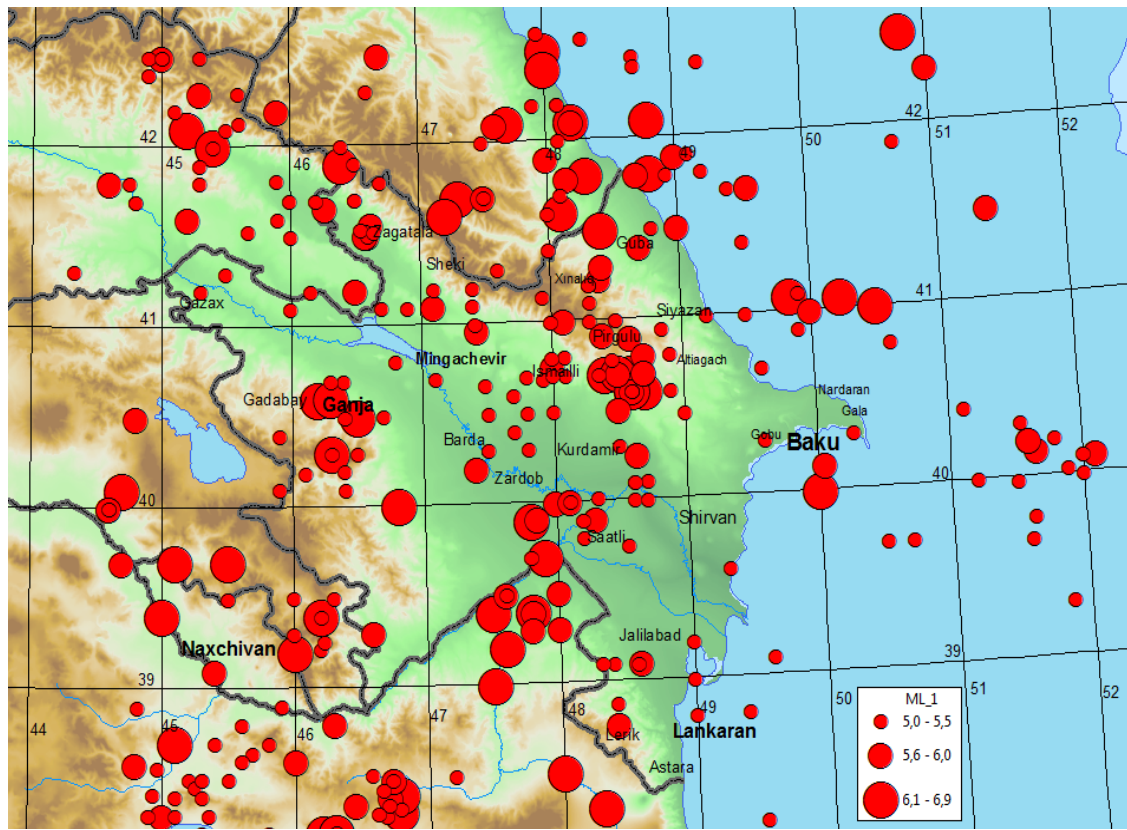 42
50
51
52
47
42
45
46
48
49
Zagatala
Guba
Sheki
Xinaliq
Gazax
41
Siyazan
41
Pirgulu
Mingachevir
Ismailli
Altiagach
Nardaran
Gadabay
Ganja
Gala
Barda
Kurdamir
Gobu
Baku
Zardob
40
40
Shirvan
Saatli
Naxchivan
Jalilabad
39
39
44
45
46
47
48
49
50
51
52
Lerik
Lankaran
Astara
ML_1
5,0 - 5,5
5,6 - 6,0
6,1 - 6,9